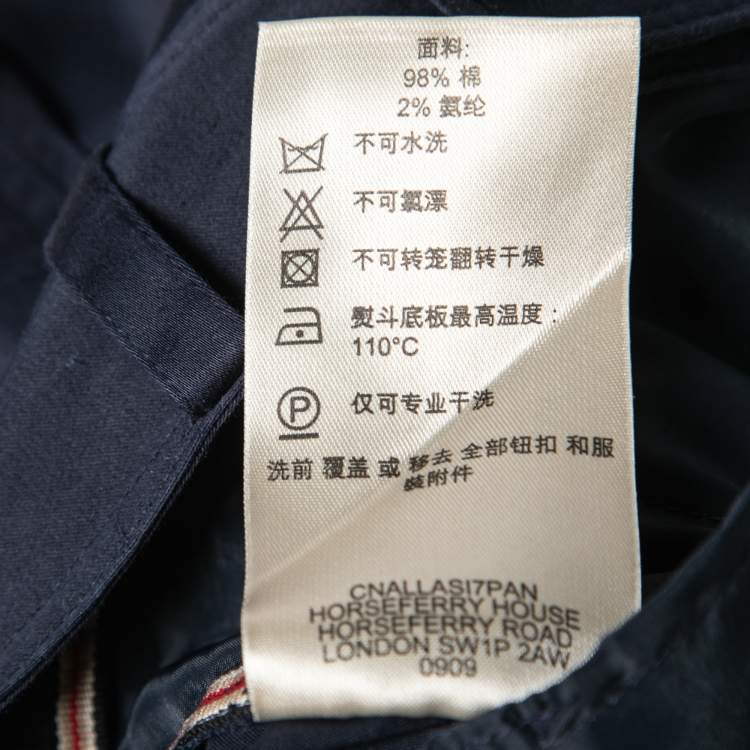 面料:
98% 棉
2% 氨纶
不可水洗
不可氯漂
不可转笼翻转干燥
熨斗底板最高温度:
110°C
P
仅可专业干洗
洗前 覆盖 或 移去 全部钮扣 和服
装附件
CNALLASI7PAN
HORSEFERRY HOUSE
HORSEFERRY ROAD
LONDON SW1P 2AW
0909